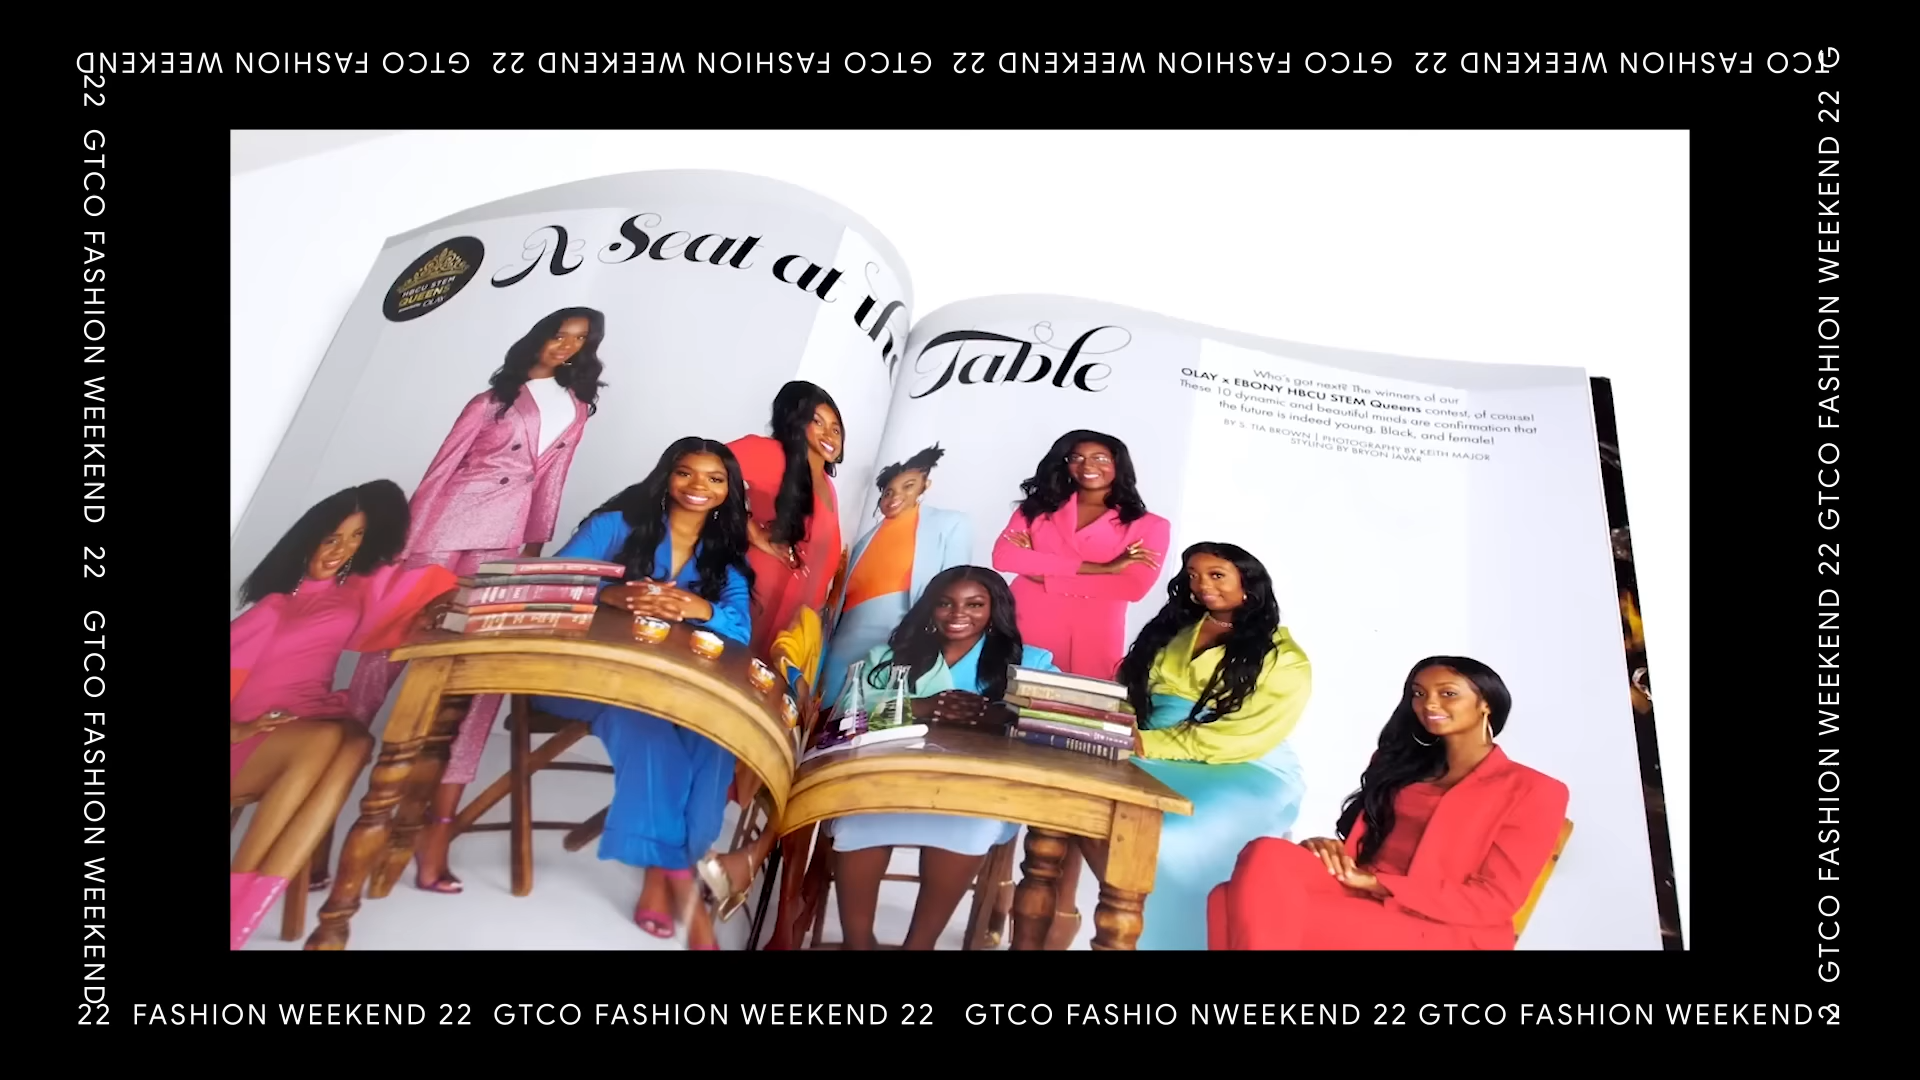 GTCO FASHION WEEKEND 22 GTCO FASHION WEEKEND 22 GTCO FASHION WEEKEND 22 GTCO FASHION WEEKEND
22 GTCO FASHION WEEKEND 22 GTCO FASHION WEEKEND
GTCO FASHION WEEKEND 22 GTCO FASHION WEEKEND 22
A Seat at the Table
HBCU STEM
QUEENS
OLAY
Who's got next? The winners of our
OLAY x EBONY HBCU STEM Queens contest, of course!
These 10 dynamic and beautiful minds are confirmation that
the future is indeed young, Black, and female!
BY S. TIA BROWN | PHOTOGRAPHY BY KEITH MAJOR
STYLING BY BRYON JAVAR
22 FASHION WEEKEND 22 GTCO FASHION WEEKEND 22 GTCO FASHIO NWEEKEND 22 GTCO FASHION WEEKEND 2